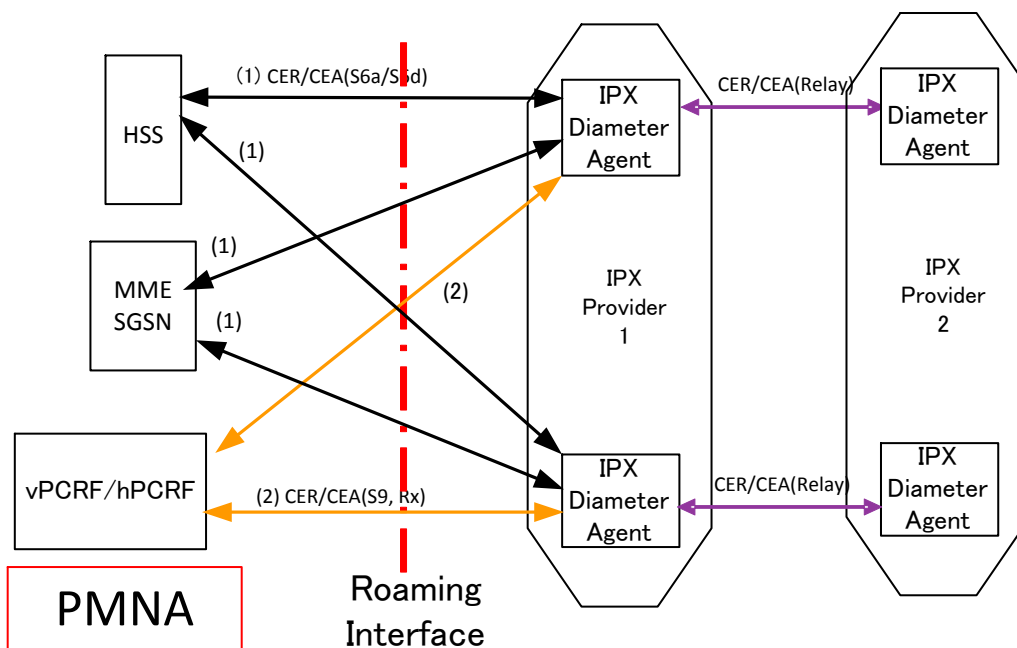 (1) CER/CEA(S6a/S6d)
HSS
(1)
(1)
MME
SGSN
(1)
(2)
vPCRF/hPCRF
(2) CER/CEA(S9, Rx)
PMNA
Roaming
Interface
IPX
Diameter
Agent
CER/CEA(Relay)
IPX
Diameter
Agent
IPX
Provider
1
IPX
Provider
2
IPX
Diameter
Agent
CER/CEA(Relay)
IPX
Diameter
Agent